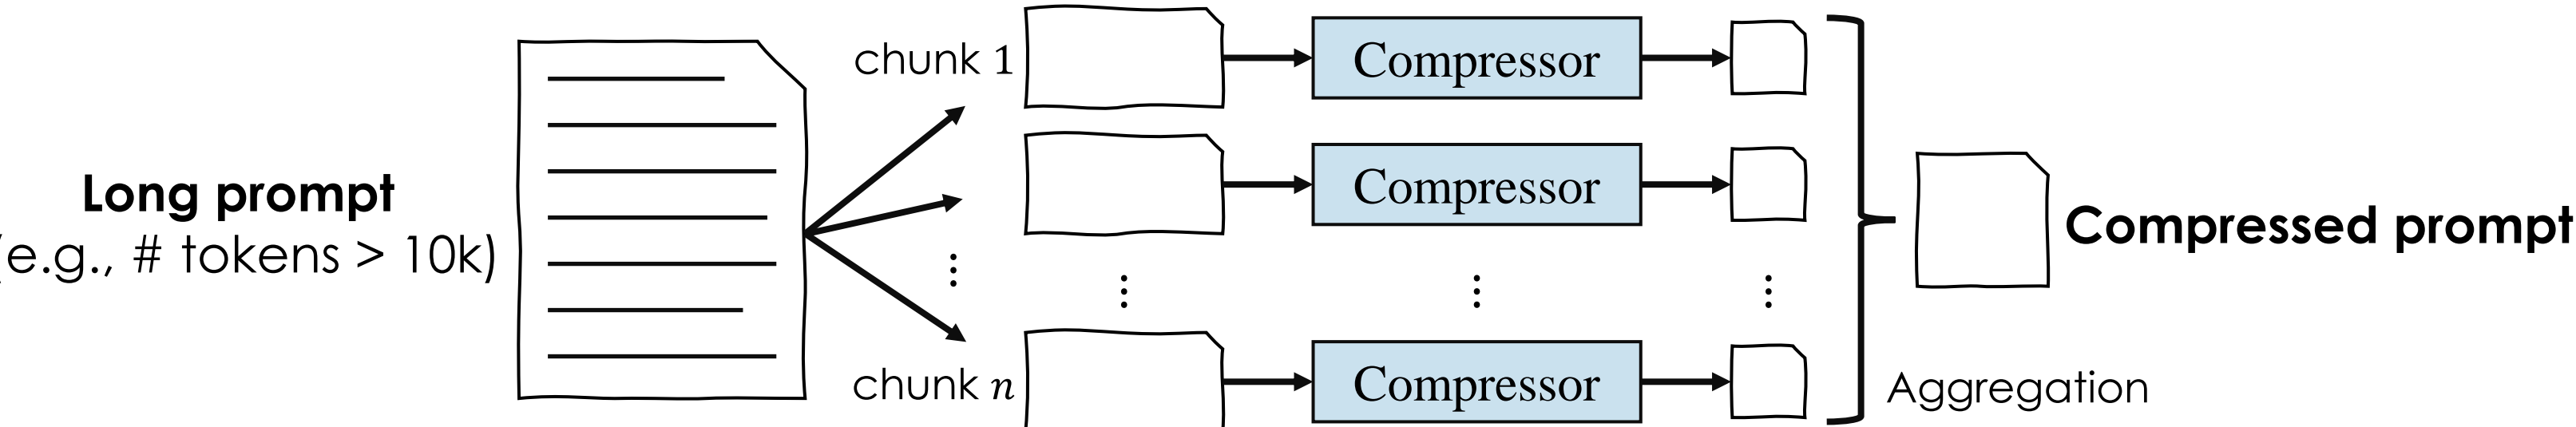 Long prompt
(e.g., # tokens > 10k)
chunk 1
Compressor
Compressor
chunk n
Compressor
Aggregation
Compressed prompt